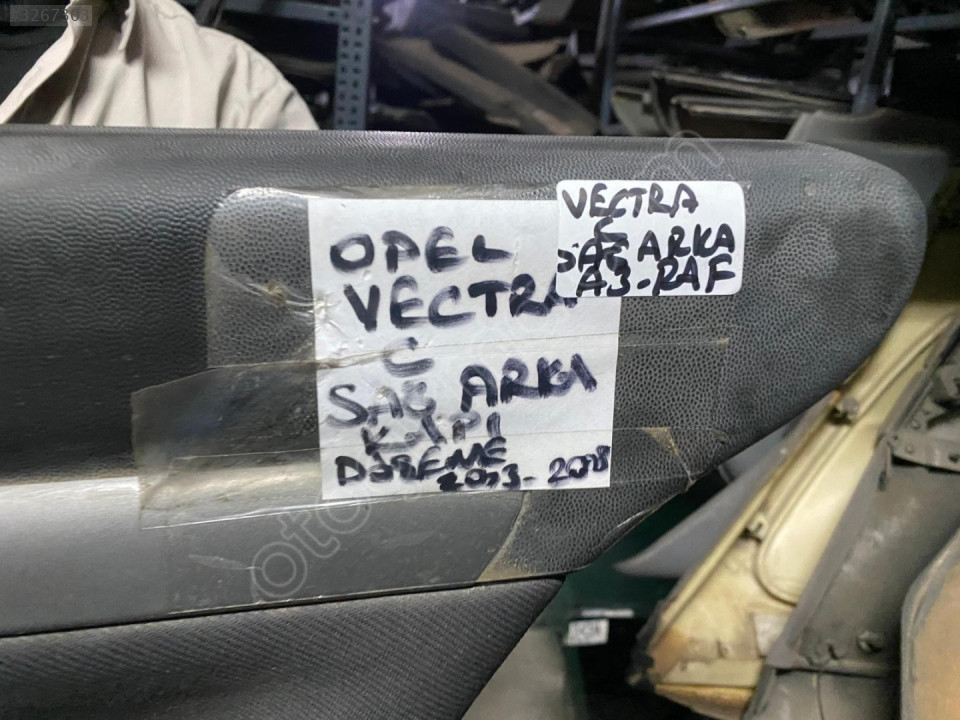 OPEL
VECTRA
C
SAĞ ARKA
KAPI
DÖŞEME
2003-2008
VECTRA
C
SAĞ ARKA
A3-RAF